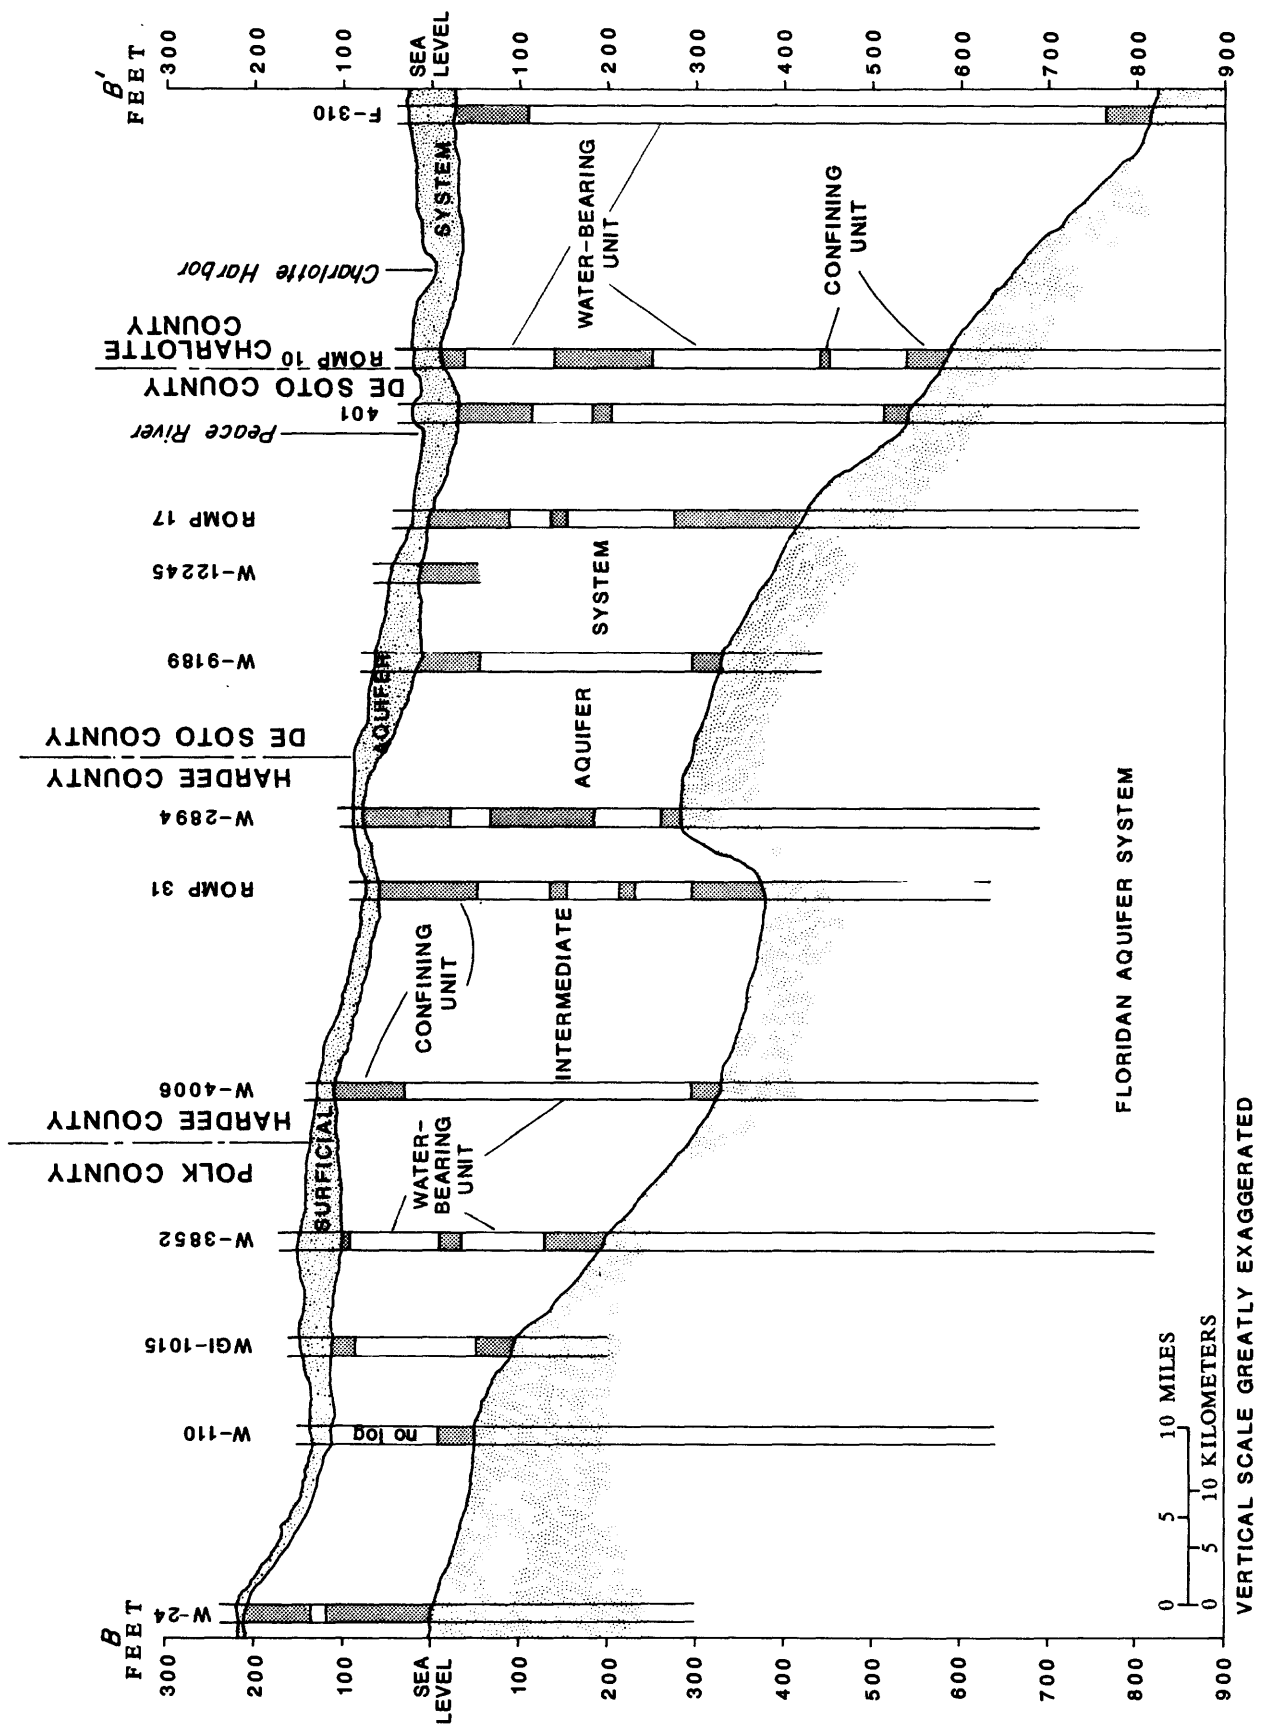 B
FEET
300
200
100
SEA
LEVEL
100
200
300
400
500
600
700
800
900
B'
FEET
300
200
100
SEA
LEVEL
100
200
300
400
500
600
700
800
900
W-24
W-110
WGI-1015
W-3852
W-4006
ROMP 31
W-2894
W-9189
W-12245
ROMP 17
401
ROMP 10
F-310
POLK COUNTY
HARDEE COUNTY
HARDEE COUNTY
DE SOTO COUNTY
DE SOTO COUNTY
CHARLOTTE
COUNTY
Peace River
Charlotte Harbor
SURFICIAL
AQUIFER
SYSTEM
no log
WATER-
BEARING
UNIT
CONFINING
UNIT
INTERMEDIATE
AQUIFER
SYSTEM
WATER-BEARING
UNIT
CONFINING
UNIT
FLORIDAN AQUIFER SYSTEM
0 5 10 MILES
0 5 10 KILOMETERS
VERTICAL SCALE GREATLY EXAGGERATED